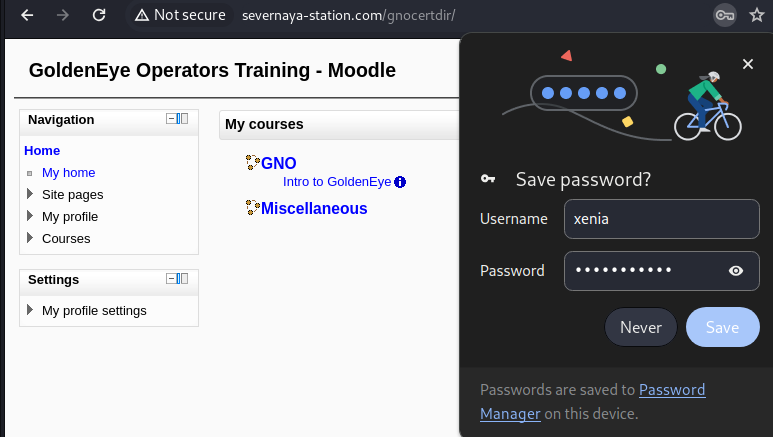 Not secure severnaya-station.com/gnocertdir/
GoldenEye Operators Training - Moodle
Navigation
Home
My home
Site pages
My profile
Courses
Settings
My profile settings
My courses
GNO
Intro to GoldenEye
Miscellaneous
Save password?
Username xenia
Password •••••••••••
Never Save
Passwords are saved to Password
Manager on this device.